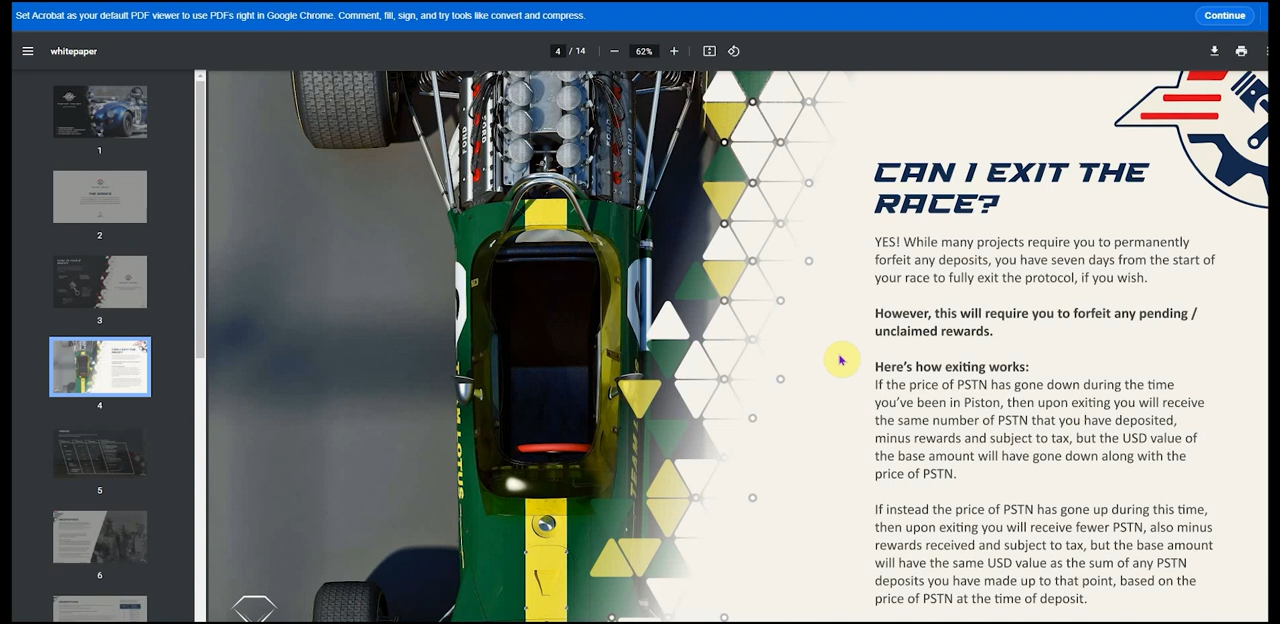 Set Acrobat as your default PDF viewer to use PDFs right in Google Chrome. Comment, fill, sign, and try tools like convert and compress.
Continue
whitepaper
4 / 14
62%
1
2
3
4
5
6
FORD
FORD
TEAM LOTUS
TEAM
CAN I EXIT THE
RACE?
YES! While many projects require you to permanently
forfeit any deposits, you have seven days from the start of
your race to fully exit the protocol, if you wish.
However, this will require you to forfeit any pending /
unclaimed rewards.
Here's how exiting works:
If the price of PSTN has gone down during the time
you've been in Piston, then upon exiting you will receive
the same number of PSTN that you have deposited,
minus rewards and subject to tax, but the USD value of
the base amount will have gone down along with the
price of PSTN.
If instead the price of PSTN has gone up during this time,
then upon exiting you will receive fewer PSTN, also minus
rewards received and subject to tax, but the base amount
will have the same USD value as the sum of any PSTN
deposits you have made up to that point, based on the
price of PSTN at the time of deposit.